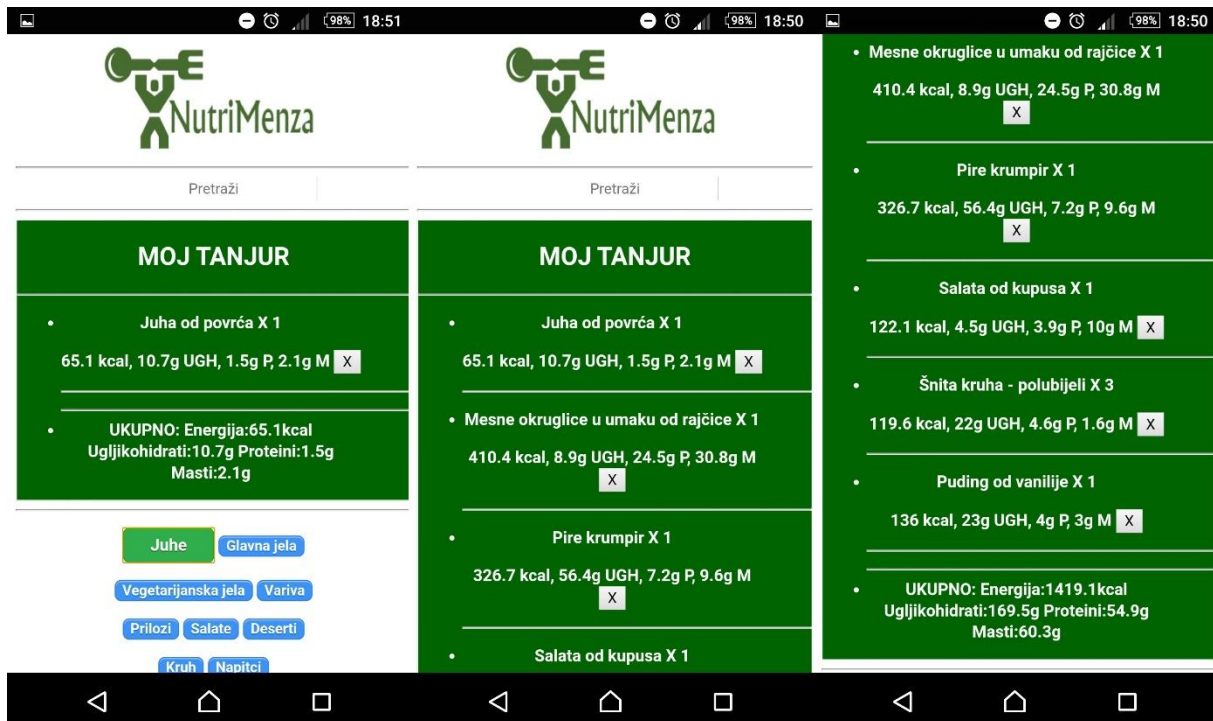 98% 18:51
NutriMenza
Pretraži
MOJ TANJUR
• Juha od povrća X 1
65.1 kcal, 10.7g UGH, 1.5g P, 2.1g M X
• UKUPNO: Energija:65.1kcal
Ugljikohidrati:10.7g Proteini:1.5g
Masti:2.1g
Juhe Glavna jela
Vegetarijanska jela Variva
Prilozi Salate Deserti
Kruh Napitci
98% 18:50
NutriMenza
Pretraži
MOJ TANJUR
• Juha od povrća X 1
65.1 kcal, 10.7g UGH, 1.5g P, 2.1g M X
• Mesne okruglice u umaku od rajčice X 1
410.4 kcal, 8.9g UGH, 24.5g P, 30.8g M
X
• Pire krumpir X 1
326.7 kcal, 56.4g UGH, 7.2g P, 9.6g M
X
• Salata od kupusa X 1
98% 18:50
• Mesne okruglice u umaku od rajčice X 1
410.4 kcal, 8.9g UGH, 24.5g P, 30.8g M
X
• Pire krumpir X 1
326.7 kcal, 56.4g UGH, 7.2g P, 9.6g M
X
• Salata od kupusa X 1
122.1 kcal, 4.5g UGH, 3.9g P, 10g M X
• Šnita kruha - polubijeli X 3
119.6 kcal, 22g UGH, 4.6g P, 1.6g M X
• Puding od vanilije X 1
136 kcal, 23g UGH, 4g P, 3g M X
• UKUPNO: Energija:1419.1kcal
Ugljikohidrati:169.5g Proteini:54.9g
Masti:60.3g